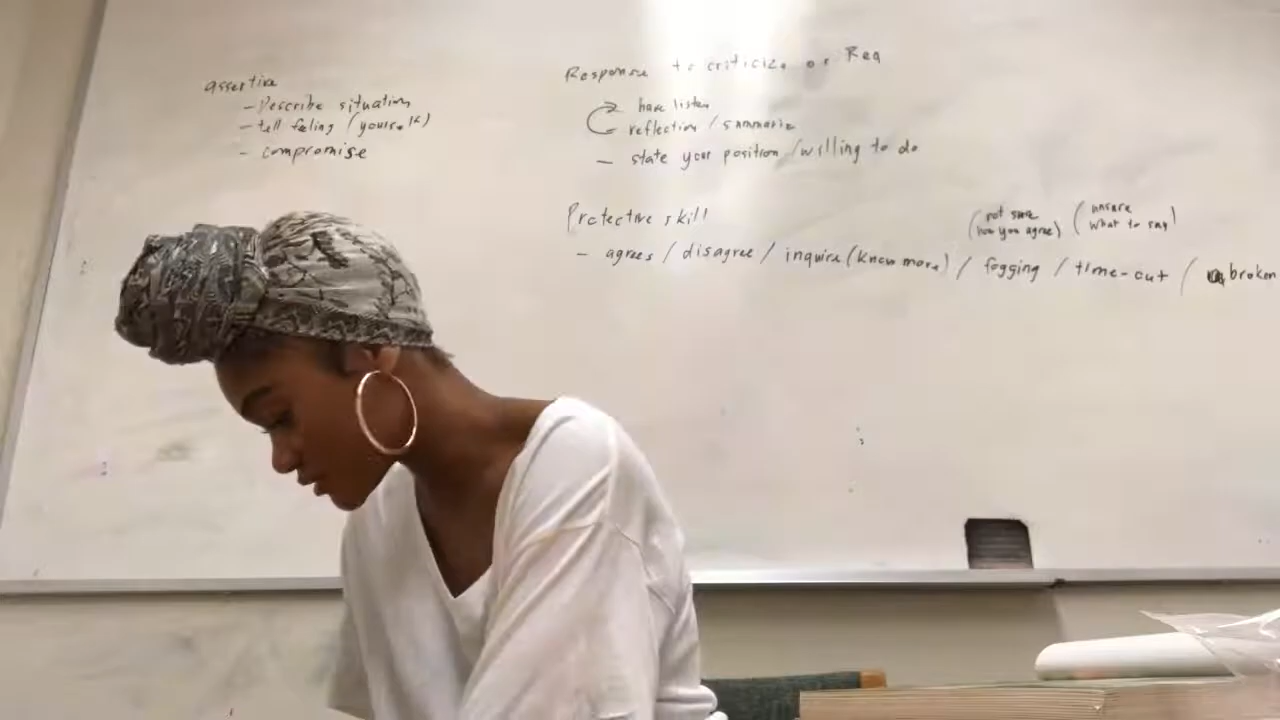 assertive
- Describe situation
- tell feeling (yourself)
- compromise
Response to criticize or Req
have listen
reflection / summarize
- state your position / willing to do
Protective skill
(not sure how you agree) (unsure what to say)
- agrees / disagree / inquire (know more) / fogging / time-out / broken